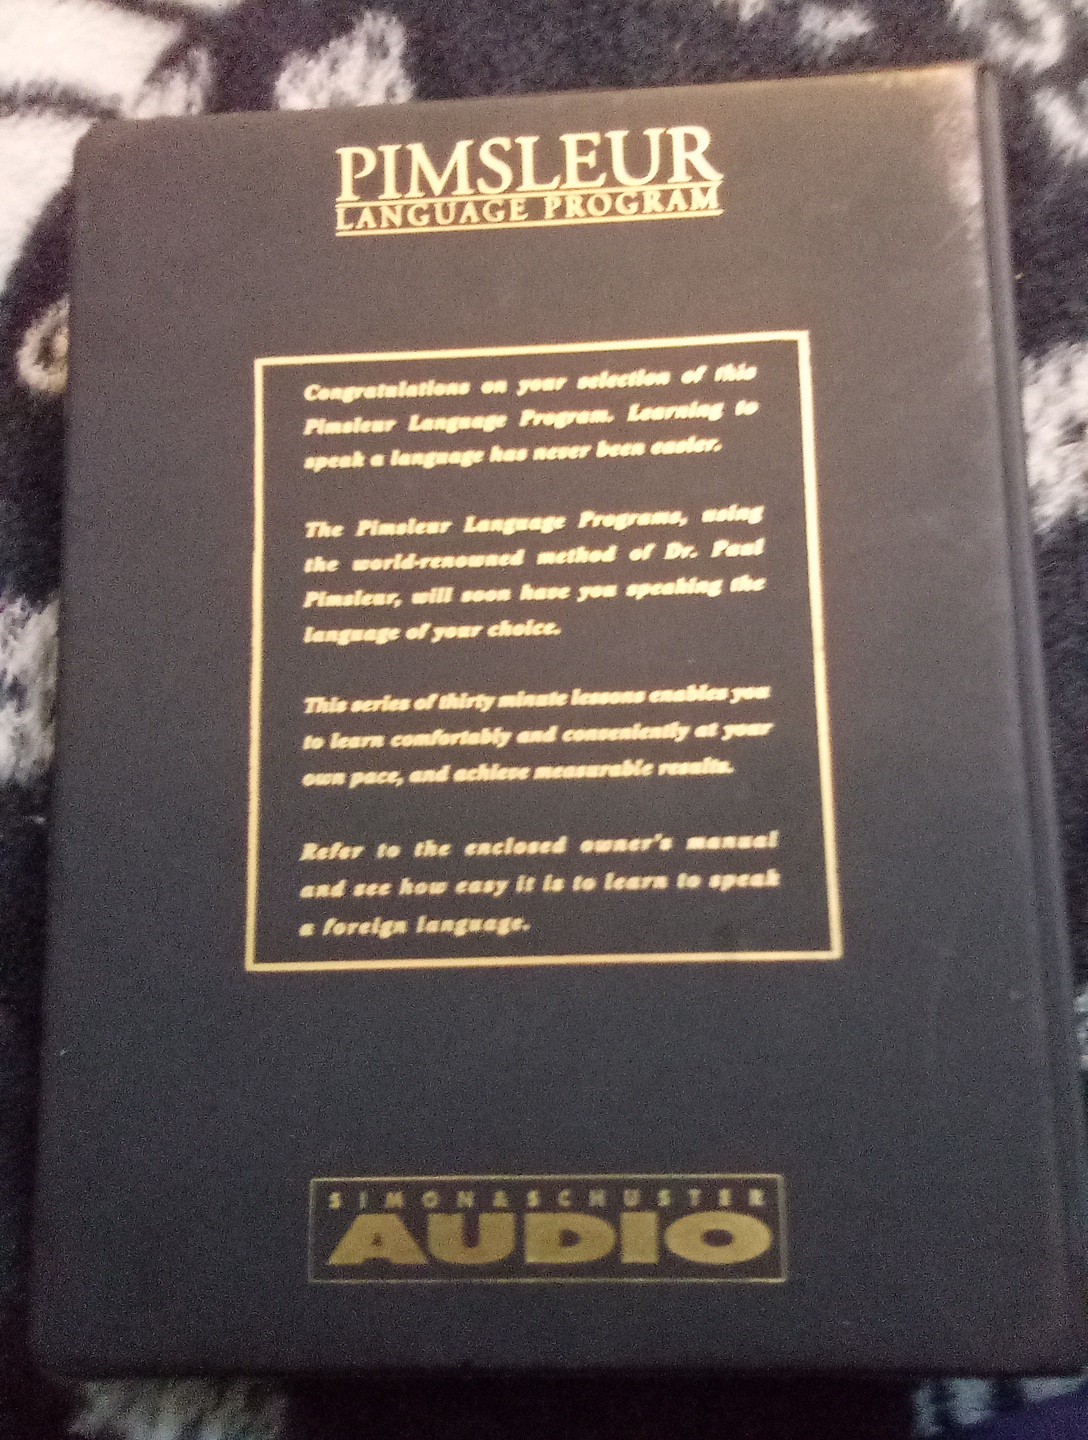 PIMSLEUR
LANGUAGE PROGRAM
Congratulations on your selection of this
Pimsleur Language Program. Learning to
speak a language has never been easier.
The Pimsleur Language Programs, using
the world-renowned method of Dr. Paul
Pimsleur, will soon have you speaking the
language of your choice.
This series of thirty minute lessons enables you
to learn comfortably and conveniently at your
own pace, and achieve measurable results.
Refer to the enclosed owner's manual
and see how easy it is to learn to speak
a foreign language.
SIMON & SCHUSTER
AUDIO